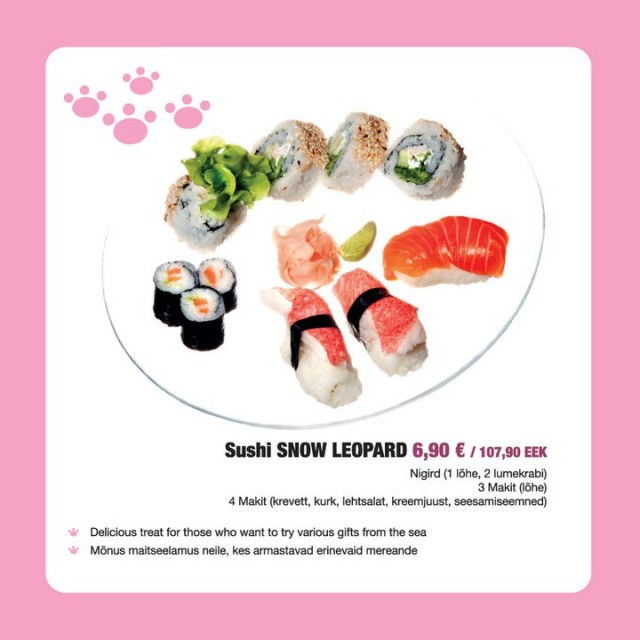 Sushi SNOW LEOPARD 6,90 € / 107,90 EEK
Nigird (1 lõhe, 2 lumekrabi)
3 Makit (lõhe)
4 Makit (krevett, kurk, lehtsalat, kreemjuust, seesamiseemned)
Delicious treat for those who want to try various gifts from the sea
Mõnus maitseelamus neile, kes armastavad erinevaid mereande